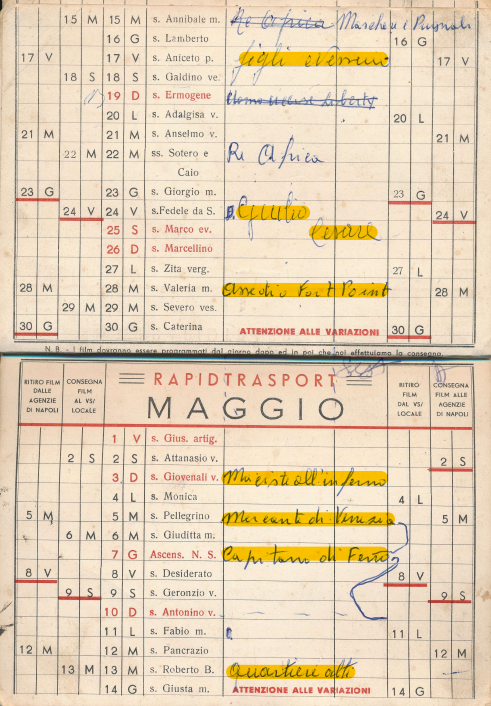 15 M 15 M s. Annibale m. Re Africa Maschere e Pugnali
16 G s. Lamberto 16 G
17 V 17 V s. Aniceto p. figli 17 V
18 S 18 S s. Galdino ve.
19 D s. Ermogene Uomo uccise Liberty
20 L s. Adalgisa v. 20 L
21 M 21 M s. Anselmo v. 21 M
22 M 22 M ss. Sotero e Re Africa
Caio
23 G 23 G s. Giorgio m. 23 G
24 V 24 V s.Fedele da S. Giulio 24 V
25 S s. Marco ev. Cesare
26 D s. Marcellino
27 L s. Zita verg. 27 L
28 M 28 M s. Valeria m. Assedio Fort Point 28 M
29 M 29 M s. Severo ves.
30 G 30 G s. Caterina ATTENZIONE ALLE VARIAZIONI 30 G
N.B. - I film dovranno essere programmati dal giorno dopo ed in poi che noi effettuiamo la consegna.
RITIRO FILM DALLE AGENZIE DI NAPOLI
CONSEGNA FILM AL VS/ LOCALE
RAPIDTRASPORT
MAGGIO
RITIRO FILM DAL VS/ LOCALE
CONSEGNA FILM ALLE AGENZIE DI NAPOLI
1 V s. Gius. artig.
2 S 2 S s. Attanasio v. 2 S
3 D s. Giovenali v. Maciste all'inferno
4 L s. Monica 4 L
5 M 5 M s. Pellegrino Mercante di Venezia 5 M
6 M 6 M s. Giuditta m.
7 G Ascens. N. S. Capitano di Ferro
8 V 8 V s. Desiderato 8 V
9 S 9 S s. Geronzio v. 9 S
10 D s. Antonino v.
11 L s. Fabio m. 11 L
12 M 12 M s. Pancrazio 12 M
13 M 13 M s. Roberto B. Quartieri alti
14 G s. Giusta m. ATTENZIONE ALLE VARIAZIONI 14 G